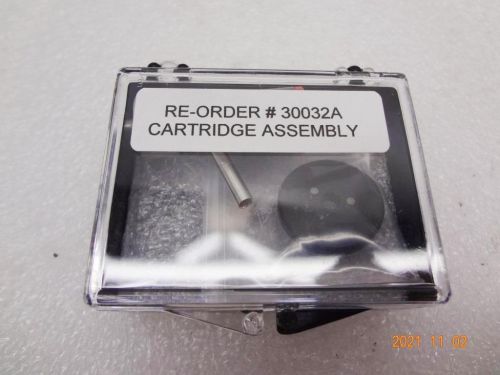 RE-ORDER # 30032A
CARTRIDGE ASSEMBLY
2021 11 02